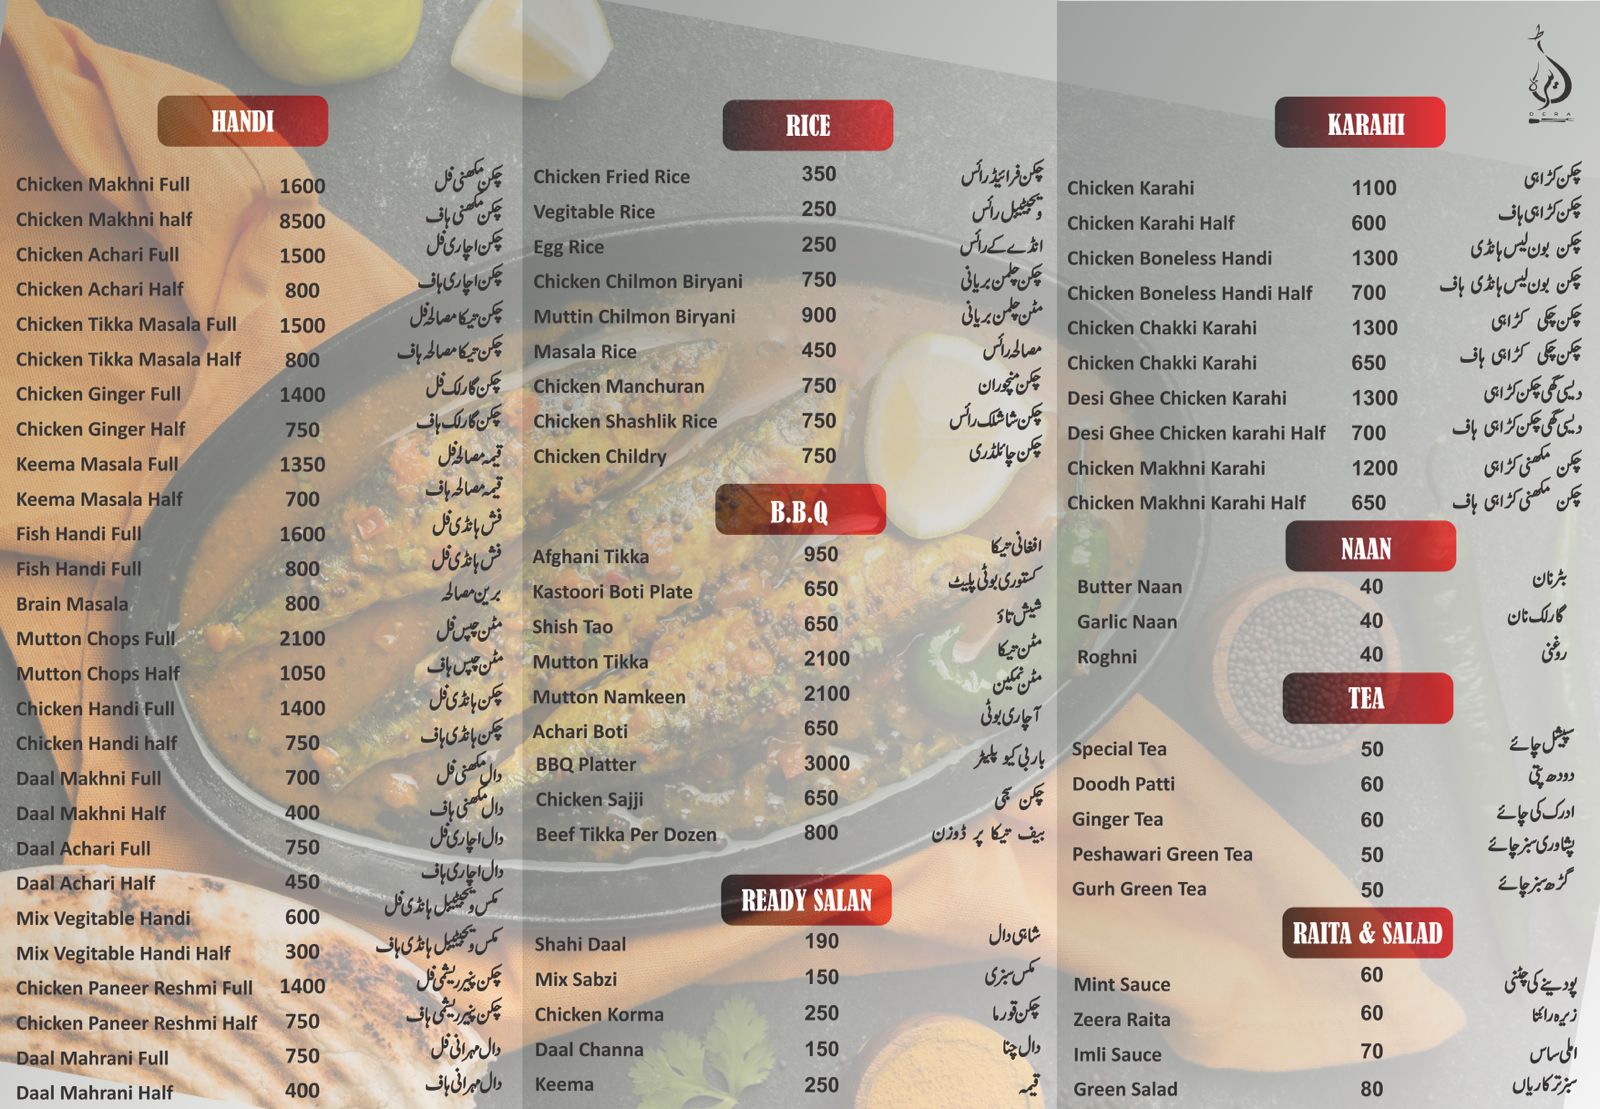 HANDI
Chicken Makhni Full 1600 چکن مکھنی فل
Chicken Makhni half 8500 چکن مکھنی ہاف
Chicken Achari Full 1500 چکن اچاری فل
Chicken Achari Half 800 چکن اچاری ہاف
Chicken Tikka Masala Full 1500 چکن تیکا مصالحہ فل
Chicken Tikka Masala Half 800 چکن تیکا مصالحہ ہاف
Chicken Ginger Full 1400 چکن گارلک فل
Chicken Ginger Half 750 چکن گارلک ہاف
Keema Masala Full 1350 قیمہ مصالحہ فل
Keema Masala Half 700 قیمہ مصالحہ ہاف
Fish Handi Full 1600 فش ہانڈی فل
Fish Handi Full 800 فش ہانڈی فل
Brain Masala 800 برین مصالحہ
Mutton Chops Full 2100 مٹن چپس فل
Mutton Chops Half 1050 مٹن چپس ہاف
Chicken Handi Full 1400 چکن ہانڈی فل
Chicken Handi half 750 چکن ہانڈی ہاف
Daal Makhni Full 700 دال مکھنی فل
Daal Makhni Half 400 دال مکھنی ہاف
Daal Achari Full 750 دال اچاری فل
Daal Achari Half 450 دال اچاری ہاف
Mix Vegitable Handi 600 مکس ویجیٹیبل ہانڈی فل
Mix Vegitable Handi Half 300 مکس ویجیٹیبل ہانڈی ہاف
Chicken Paneer Reshmi Full 1400 چکن پنیر ریشمی فل
Chicken Paneer Reshmi Half 750 چکن پنیر ریشمی ہاف
Daal Mahrani Full 750 دال مہرانی فل
Daal Mahrani Half 400 دال مہرانی ہاف
RICE
Chicken Fried Rice 350 چکن فرائیڈ رائس
Vegitable Rice 250 ویجیٹیبل رائس
Egg Rice 250 انڈے کے رائس
Chicken Chilmon Biryani 750 چکن چلمن بریانی
Muttin Chilmon Biryani 900 مٹن چلمن بریانی
Masala Rice 450 مصالحہ رائس
Chicken Manchuran 750 چکن منچوران
Chicken Shashlik Rice 750 چکن شاشلک رائس
Chicken Childry 750 چکن چائلڈری
B.B.Q
Afghani Tikka 950 افغانی تیکا
Kastoori Boti Plate 650 کستوری بوٹی پلیٹ
Shish Tao 650 شیش تاؤ
Mutton Tikka 2100 مٹن تیکا
Mutton Namkeen 2100 مٹن نمکین
Achari Boti 650 آچاری بوٹی
BBQ Platter 3000 باربی کیو پلیٹر
Chicken Sajji 650 چکن سجی
Beef Tikka Per Dozen 800 بیف تیکا پر ڈوزن
READY SALAN
Shahi Daal 190 شاہی دال
Mix Sabzi 150 مکس سبزی
Chicken Korma 250 چکن قورما
Daal Channa 150 دال چنا
Keema 250 قیمہ
DERA
KARAHI
Chicken Karahi 1100 چکن کڑاہی
Chicken Karahi Half 600 چکن کڑاہی ہاف
Chicken Boneless Handi 1300 چکن بون لیس ہانڈی
Chicken Boneless Handi Half 700 چکن بون لیس ہانڈی ہاف
Chicken Chakki Karahi 1300 چکن چکی کڑاہی
Chicken Chakki Karahi 650 چکن چکی کڑاہی ہاف
Desi Ghee Chicken Karahi 1300 دیسی گھی چکن کڑاہی
Desi Ghee Chicken karahi Half 700 دیسی گھی چکن کڑاہی ہاف
Chicken Makhni Karahi 1200 چکن مکھنی کڑاہی
Chicken Makhni Karahi Half 650 چکن مکھنی کڑاہی ہاف
NAAN
Butter Naan 40 بٹر نان
Garlic Naan 40 گارلک نان
Roghni 40 روغنی
TEA
Special Tea 50 سپیشل چائے
Doodh Patti 60 دودھ پتی
Ginger Tea 60 ادرک کی چائے
Peshawari Green Tea 50 پشاوری سبز چائے
Gurh Green Tea 50 گڑھ سبز چائے
RAITA & SALAD
Mint Sauce 60 پودینے کی چٹنی
Zeera Raita 60 زیرہ رائتا
Imli Sauce 70 املی ساس
Green Salad 80 سبز ترکاریاں